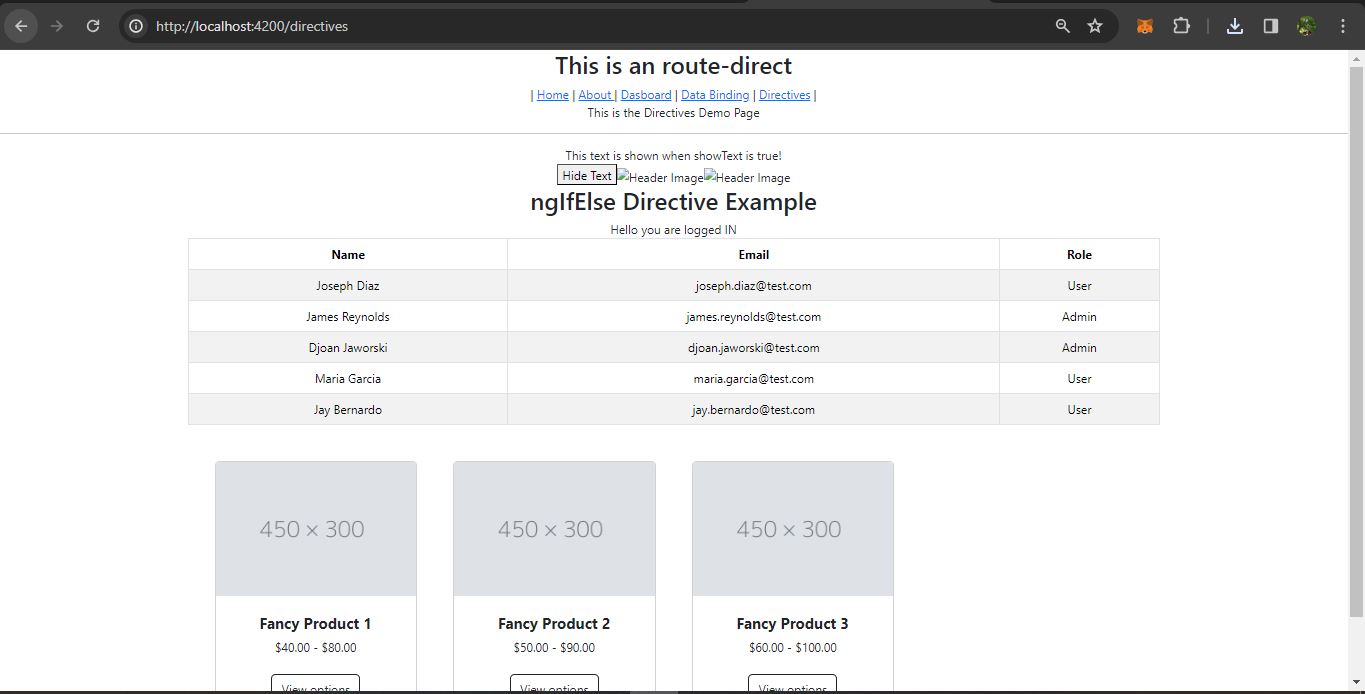 http://localhost:4200/directives
This is an route-direct
| Home | About | Dasboard | Data Binding | Directives |
This is the Directives Demo Page
This text is shown when showText is true!
Hide Text Header Image Header Image
ngIfElse Directive Example
Hello you are logged IN
Name Email Role
Joseph Diaz joseph.diaz@test.com User
James Reynolds james.reynolds@test.com Admin
Djoan Jaworski djoan.jaworski@test.com Admin
Maria Garcia maria.garcia@test.com User
Jay Bernardo jay.bernardo@test.com User
450 × 300 450 × 300 450 × 300
Fancy Product 1 Fancy Product 2 Fancy Product 3
$40.00 - $80.00 $50.00 - $90.00 $60.00 - $100.00
View options View options View options